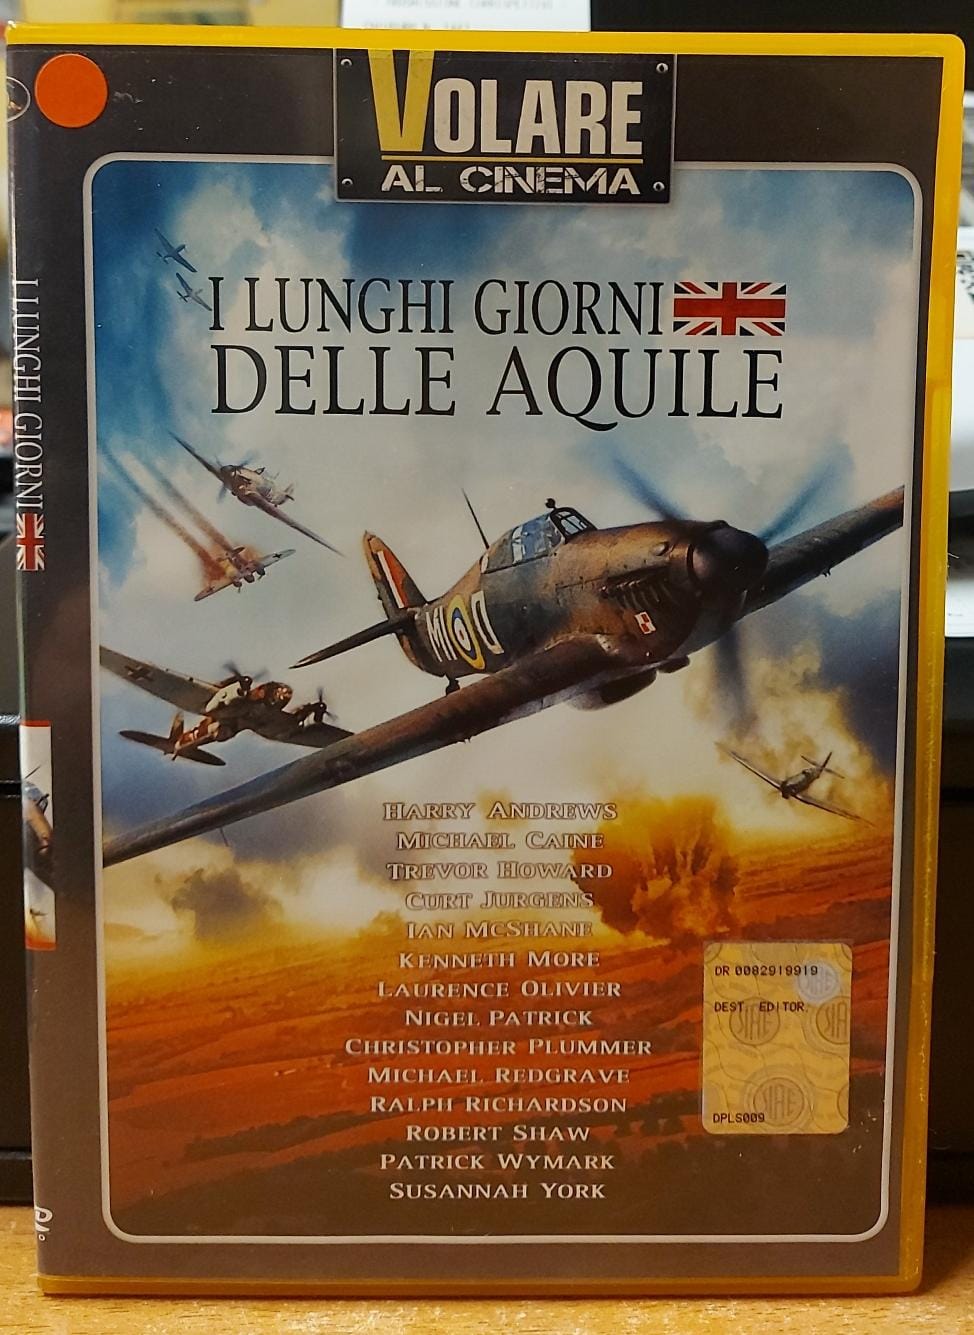 VOLARE
AL CINEMA
I LUNGHI GIORNI
DELLE AQUILE
I LUNGHI GIORNI
MI
D
HARRY ANDREWS
MICHAEL CAINE
TREVOR HOWARD
CURT JURGENS
IAN MCSHANE
KENNETH MORE
LAURENCE OLIVIER
NIGEL PATRICK
CHRISTOPHER PLUMMER
MICHAEL REDGRAVE
RALPH RICHARDSON
ROBERT SHAW
PATRICK WYMARK
SUSANNAH YORK
DR 0082919919
DEST. EDITOR.
SIAE
DPLS009